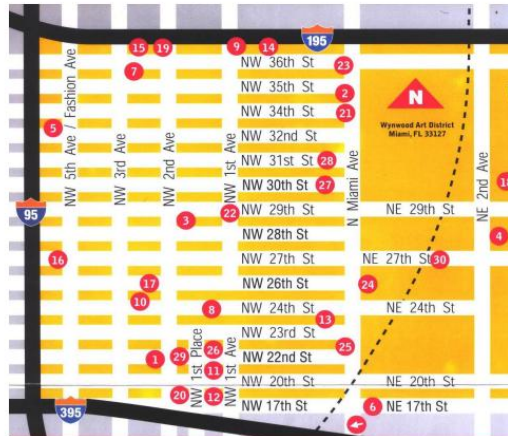 195
15
19
9
14
NW 36th St
23
7
NW 35th St
2
NW 34th St
21
N
Wynwood Art District
Miami, FL 33127
5
NW 32nd St
NW 31st St
28
NW 30th St
27
18
NW 5th Ave / Fashion Ave
NW 3rd Ave
NW 2nd Ave
NW 1st Ave
N Miami Ave
NE 2nd Ave
95
3
22
NW 29th St
NE 29th St
NW 28th St
4
16
NW 27th St
NE 27th St
30
17
NW 26th St
24
10
8
NW 24th St
NE 24th St
13
NW 23rd St
NW 1st Place
NW 1st Ave
1
29
26
25
NW 22nd St
11
NW 20th St
NE 20th St
20
12
NW 17th St
6
NE 17th St
395